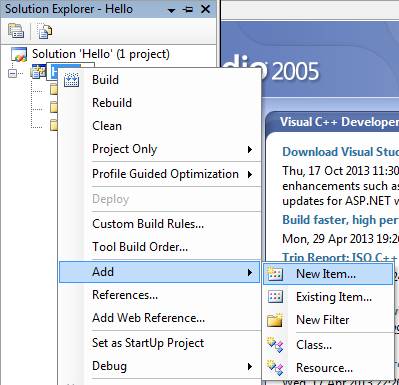 Solution Explorer - Hello
Solution 'Hello' (1 project)
dio 2005
Build
Rebuild
Clean
Project Only
Profile Guided Optimization
Deploy
Custom Build Rules...
Tool Build Order...
Add
References...
Add Web Reference...
Set as StartUp Project
Debug
Visual C++ Developer
Download Visual Stud
Thu, 17 Oct 2013 11:30
enhancements such as
for ASP.NET w
Build faster, high per
Mon, 29 Apr 2013 19:20
Trip Report: ISO C++
New Item...
Existing Item...
New Filter
Class...
Resource...
Wed, 17 Apr 2013 17:2